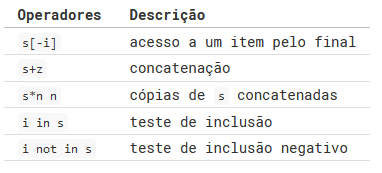 Operadores Descrição
s[-i] acesso a um item pelo final
s+z concatenação
s*n n cópias de s concatenadas
i in s teste de inclusão
i not in s teste de inclusão negativo